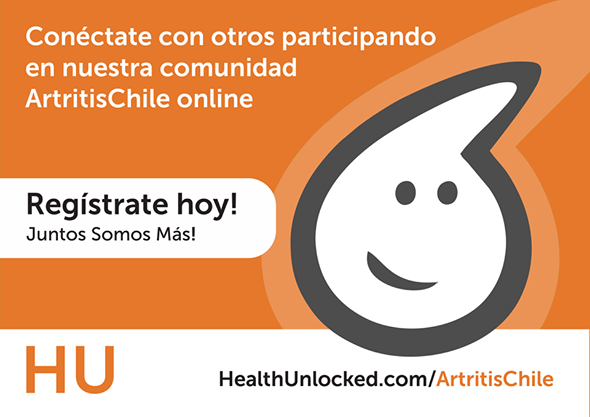 Conéctate con otros participando
en nuestra comunidad
ArtritisChile online
Regístrate hoy!
Juntos Somos Más!
HU
HealthUnlocked.com/ArtritisChile